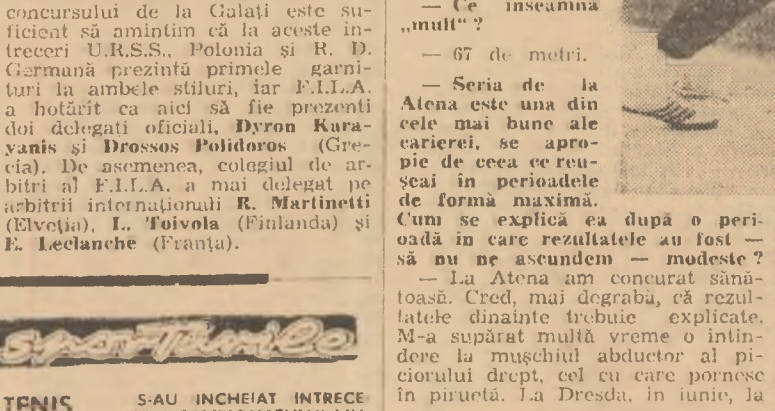 concursului de la Galați este su-
ficient să amintim că la aceste în-
treceri U.R.S.S., Polonia și R. D.
Germană prezintă primele garni-
turi la ambele stiluri, iar F.I.L.A.
a hotărît ca aici să fie prezenti
doi delegați oficiali, Dyron Kara-
yanis și Drossos Polidoros (Gre-
cia). De asemenea, colegiul de ar-
bitri al F.I.L.A. a mai delegat pe
arbitrii internaționali R. Martinetti
(Elveția), L. Toivola (Finlanda) și
E. Leclanche (Franța).
TENIS
S-AU INCHEIAT INTRECE
— Ce înseamnă
„mult“ ?
— 67 de metri.
— Seria de la
Atena este una din
cele mai bune ale
carierei, se apro-
pie de ceea ce reu-
șeai în perioadele
de formă maximă.
Cum se explică ea după o peri-
oadă în care rezultatele au fost —
să nu ne ascundem — modeste ?
— La Atena am concurat sănă-
toasă. Cred, mai degrabă, că rezul-
tatele dinainte trebuie explicate.
M-a supărat multă vreme o întin-
dere la mușchiul abductor al pi-
ciorului drept, cel cu care pornesc
în piruetă. La Dresda, în iunie, la